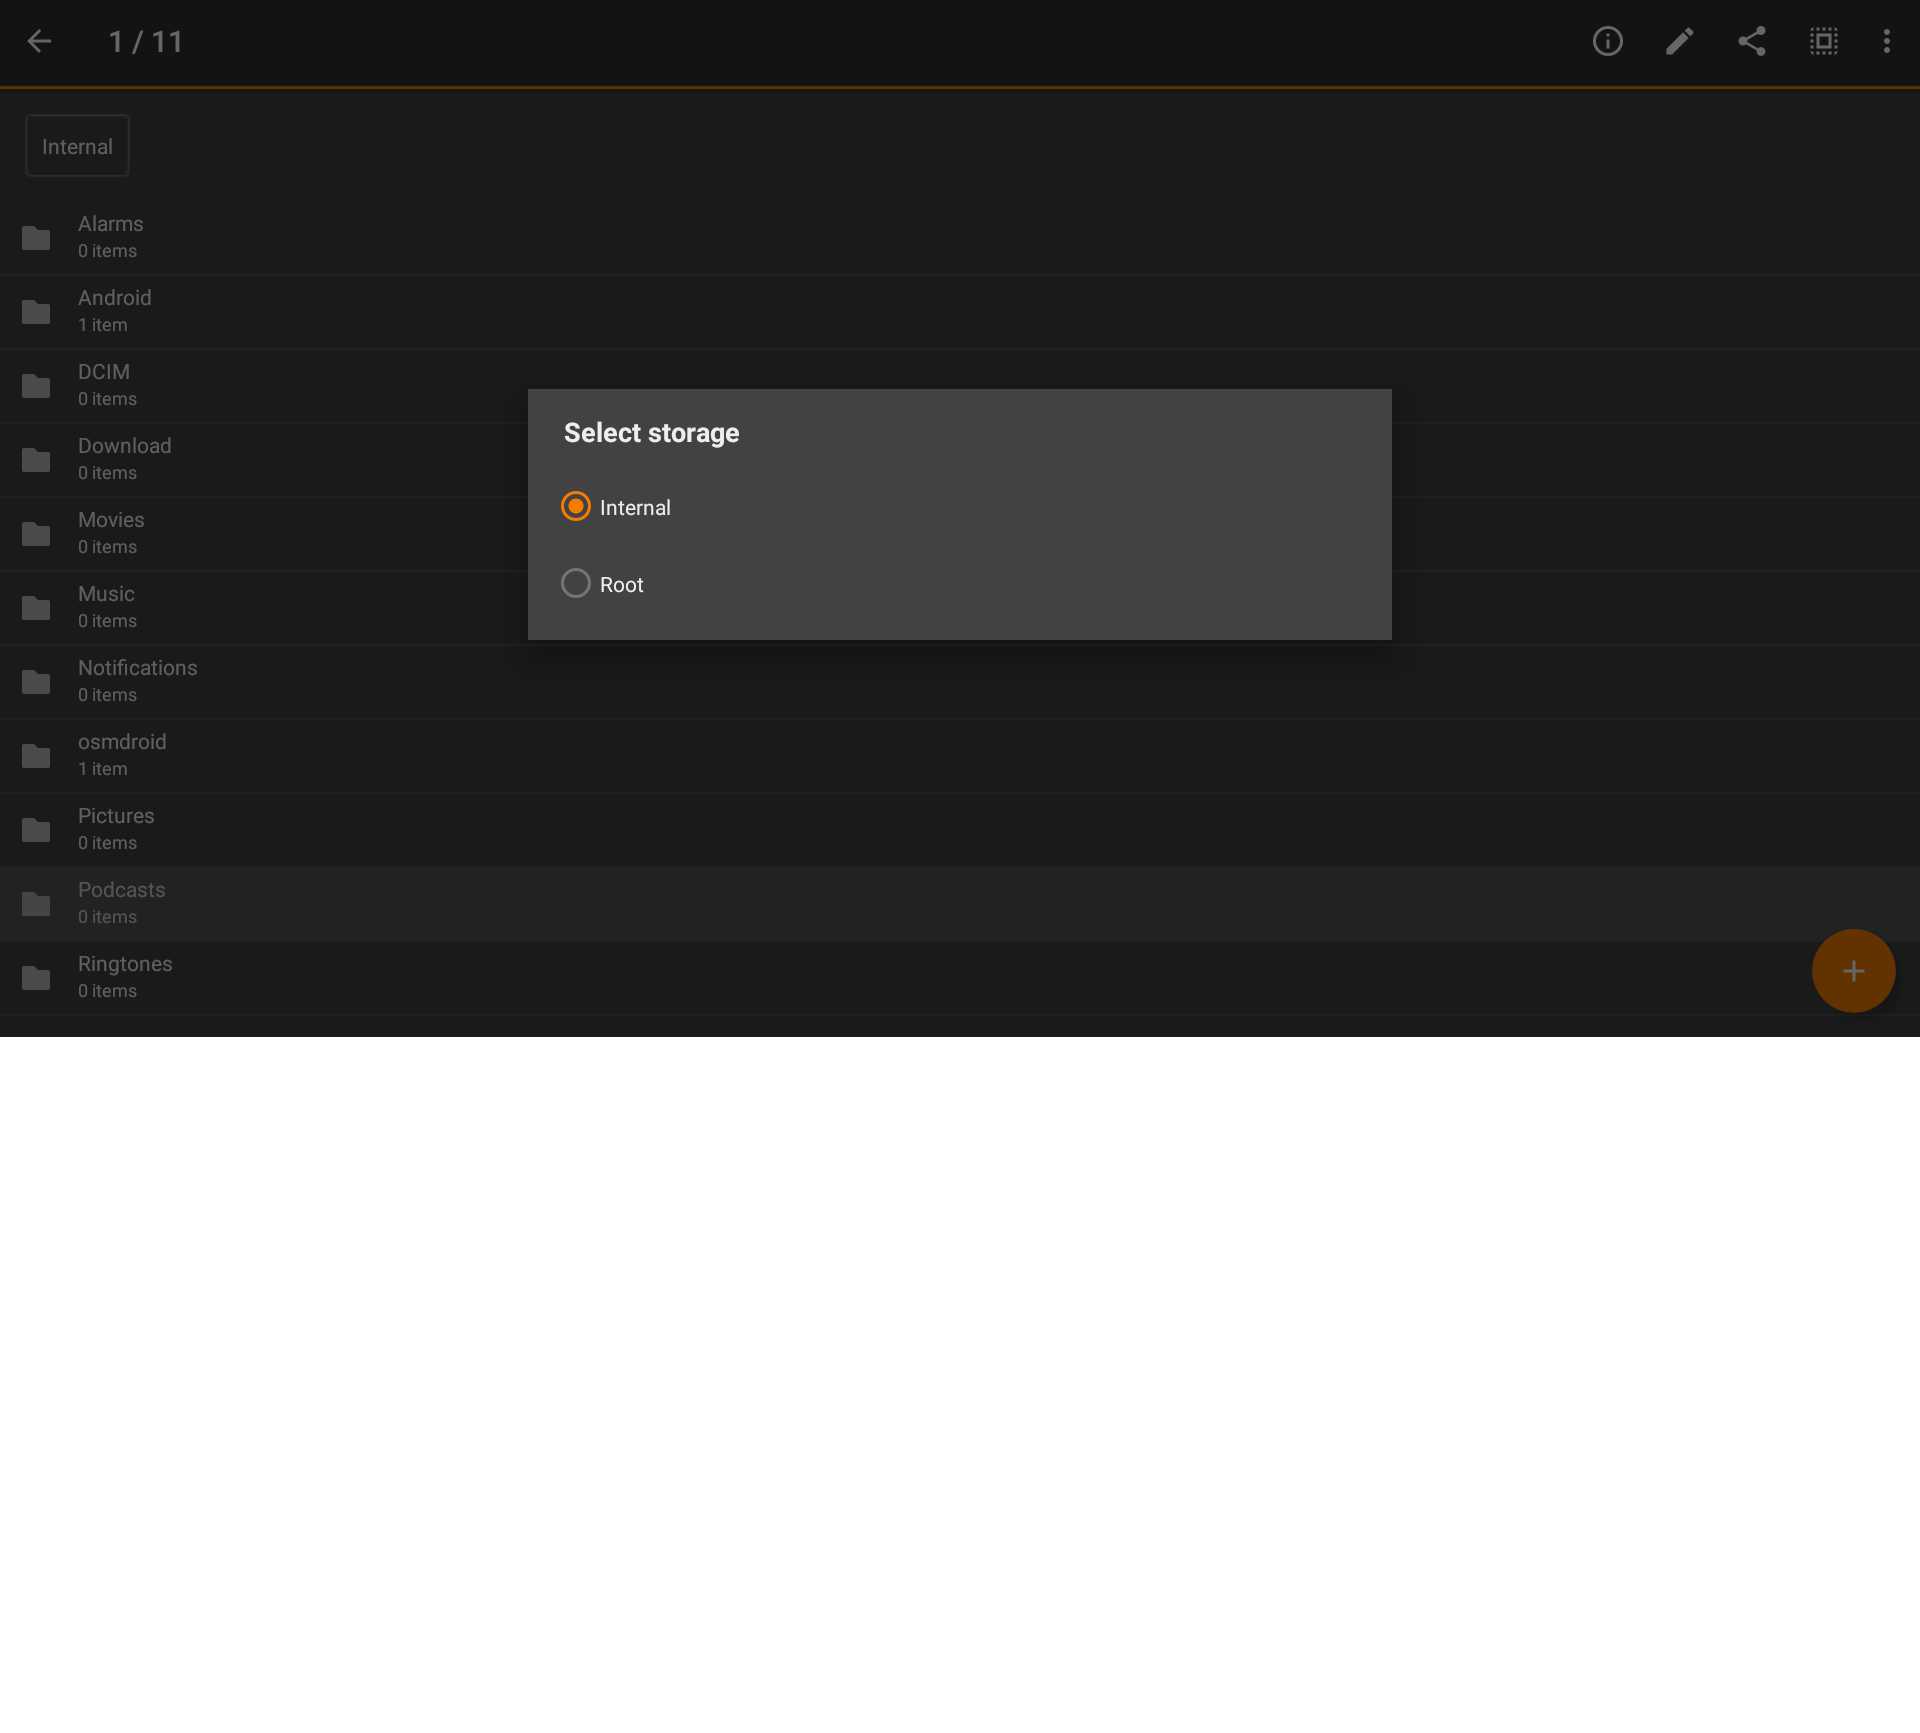 1 / 11
Internal
Alarms
0 items
Android
1 item
DCIM
0 items
Download
0 items
Movies
0 items
Music
0 items
Notifications
0 items
osmdroid
1 item
Pictures
0 items
Podcasts
0 items
Ringtones
0 items
Select storage
Internal
Root